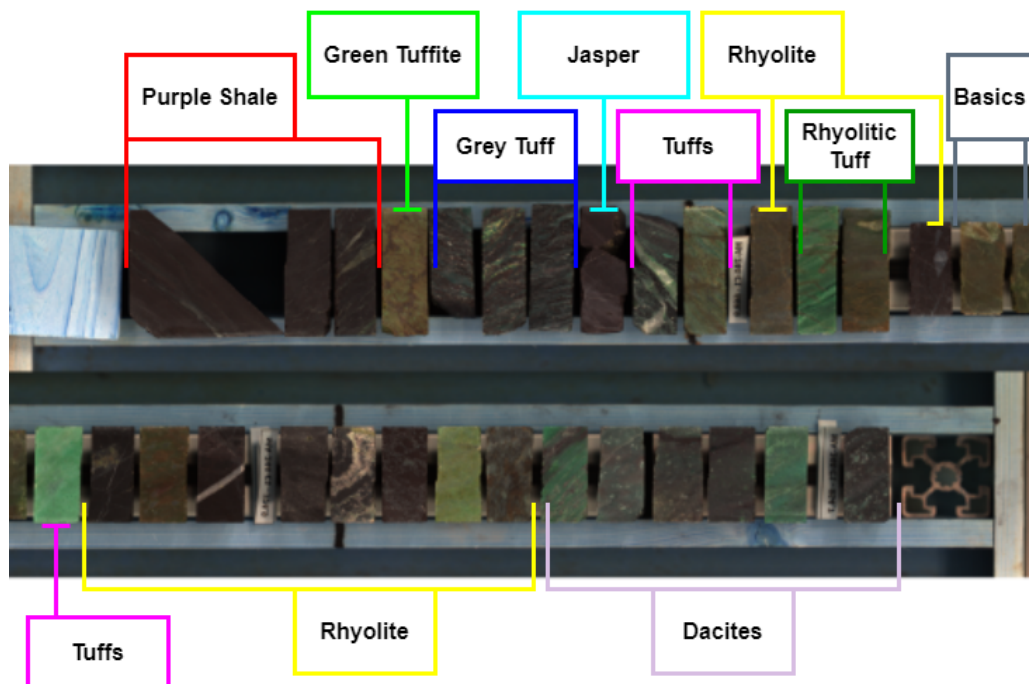 Green Tuffite
Jasper
Rhyolite
Purple Shale
Basics
Grey Tuff
Tuffs
Rhyolitic
Tuff
Tuffs
Rhyolite
Dacites